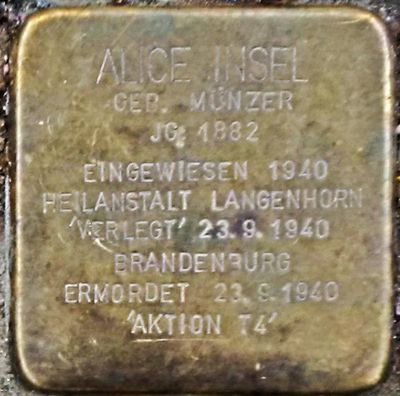 ALICE INSEL
GEB. MÜNZER
JG. 1882
EINGEWIESEN 1940
HEILANSTALT LANGENHORN
'VERLEGT' 23.9.1940
BRANDENBURG
ERMORDET 23.9.1940
'AKTION T4'